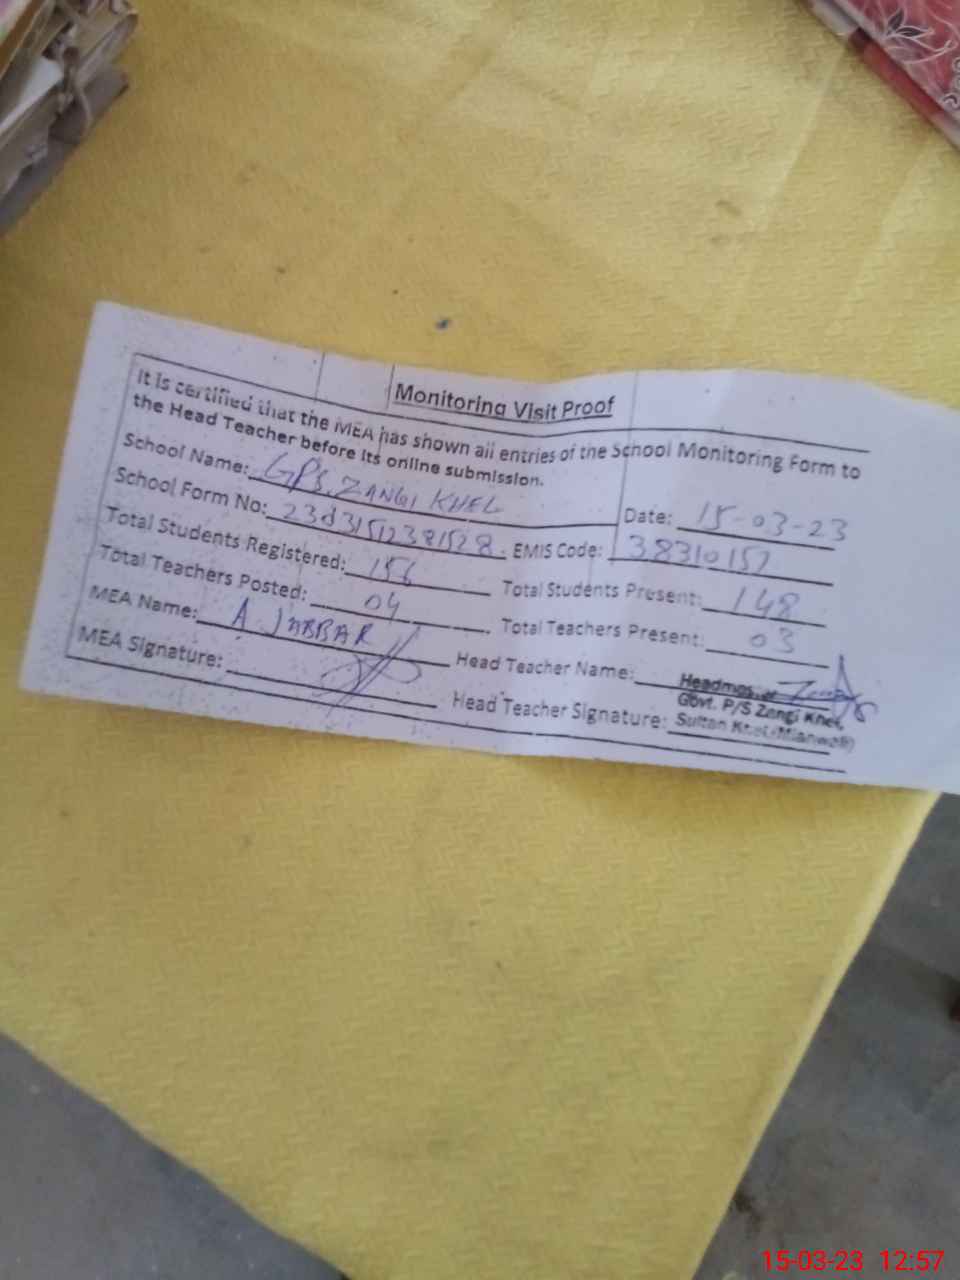 Monitoring Visit Proof
It is certified that the MEA has shown all entries of the School Monitoring Form to
the Head Teacher before its online submission.
School Name: GPS. ZANGI KHEL Date: 15-03-23
School Form No: EMIS Code: 38310157
Total Students Registered: 156 Total Students Present: 148
Total Teachers Posted: 04 Total Teachers Present: 03
MEA Name: A. JABBAR Head Teacher Name:
MEA Signature: Head Teacher Signature:
Headmaster
Govt. P/S Zangi Khel,
Sultan Khel (Mianwali)
15-03-23 12:57